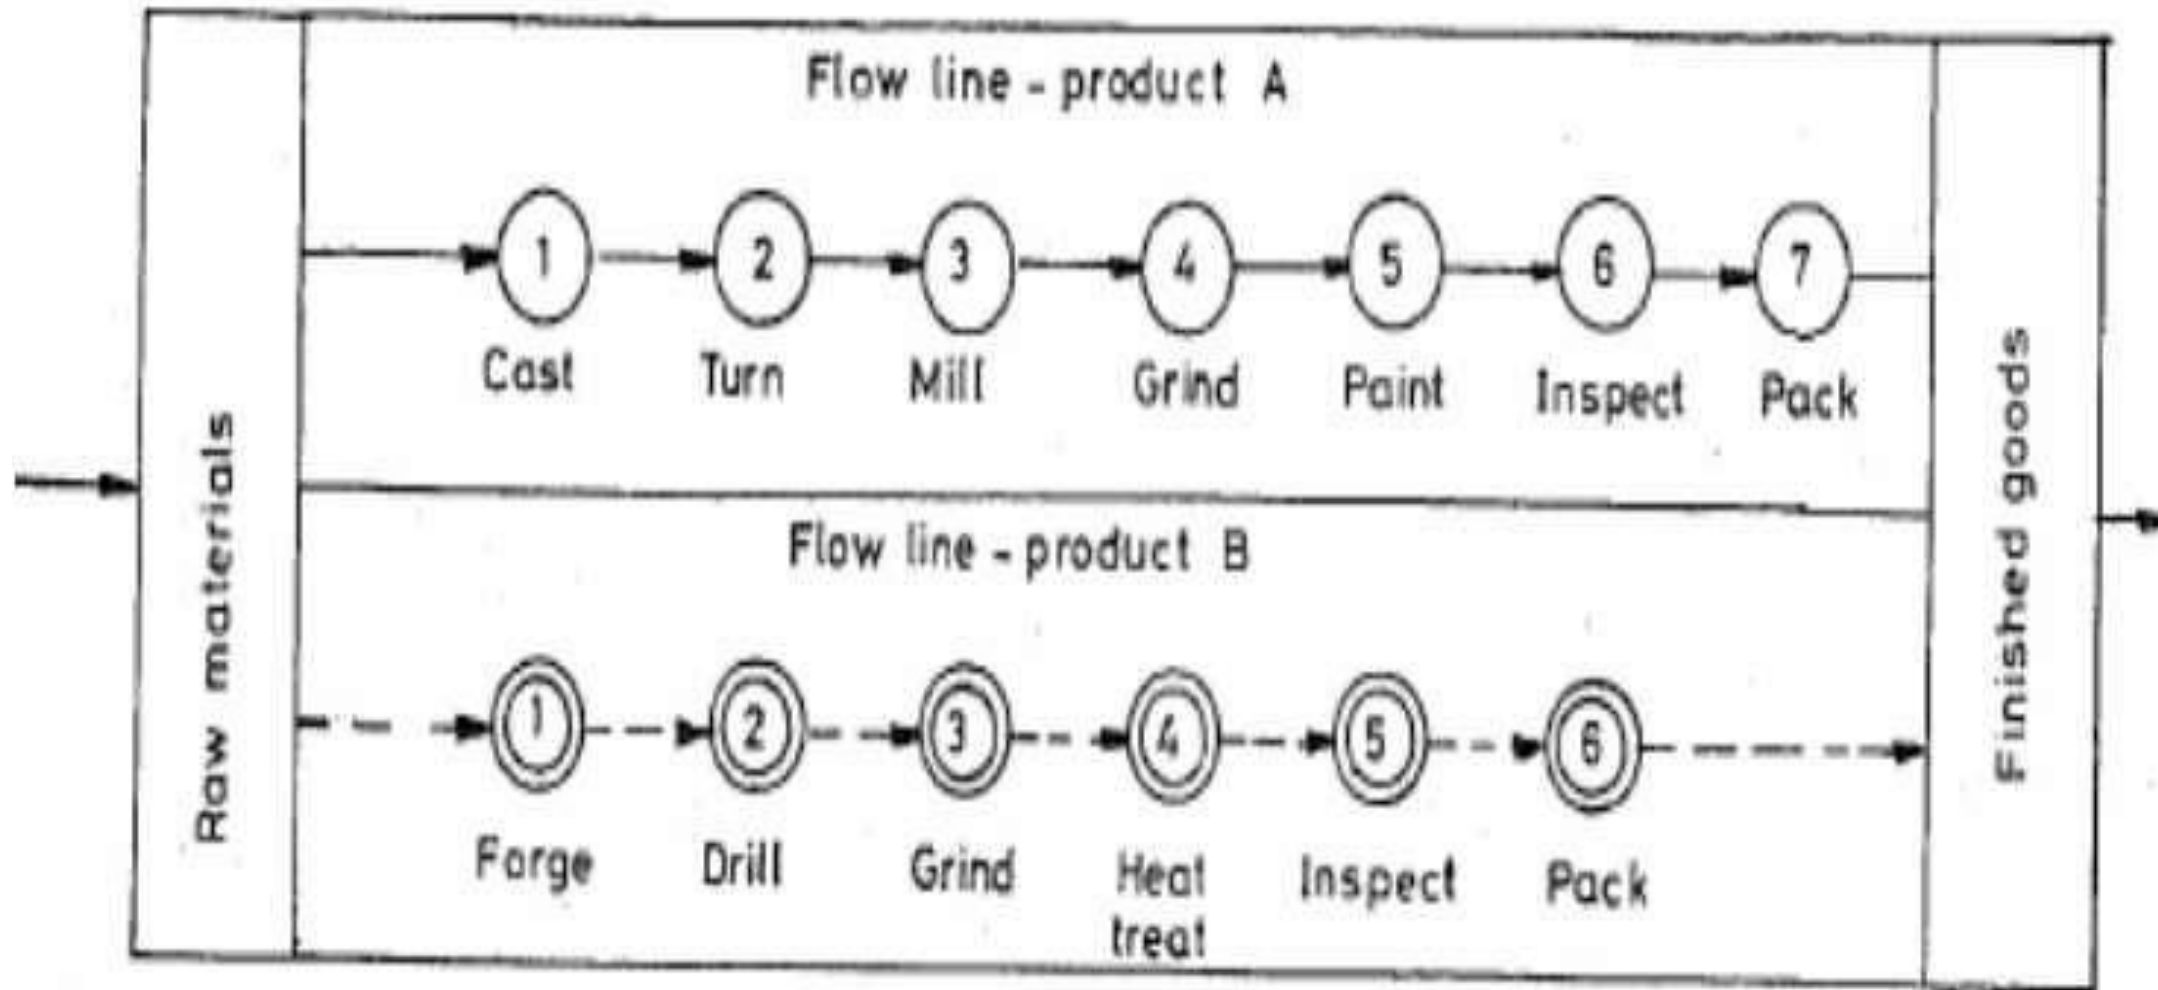 Flow line - product A
1 2 3 4 5 6 7
Cast Turn Mill Grind Paint Inspect Pack
Raw materials
Finished goods
Flow line - product B
1 2 3 4 5 6
Forge Drill Grind Heat treat Inspect Pack